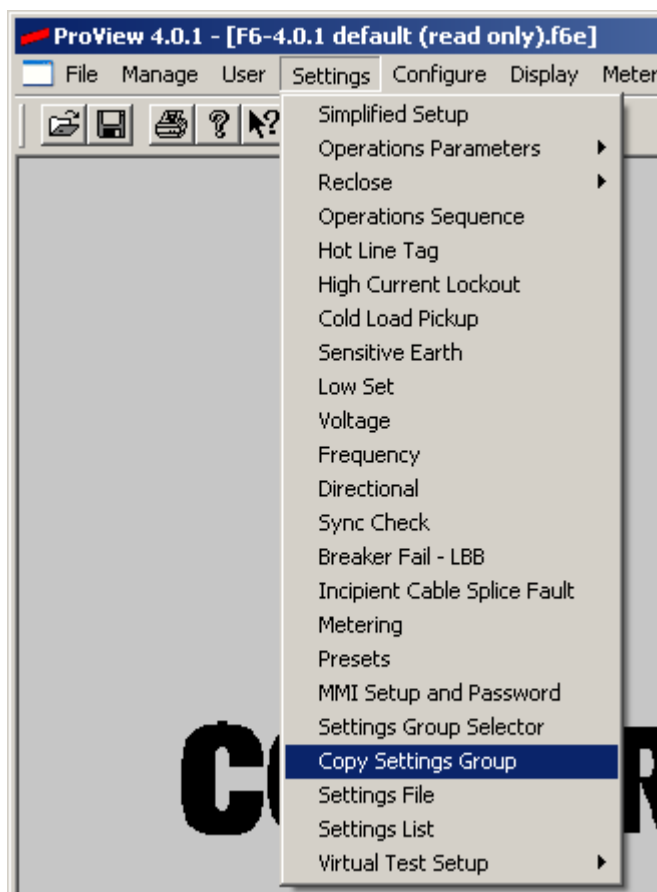 ProView 4.0.1 - [F6-4.0.1 default (read only).f6e]
File Manage User Settings Configure Display Meter
Simplified Setup
Operations Parameters
Reclose
Operations Sequence
Hot Line Tag
High Current Lockout
Cold Load Pickup
Sensitive Earth
Low Set
Voltage
Frequency
Directional
Sync Check
Breaker Fail - LBB
Incipient Cable Splice Fault
Metering
Presets
MMI Setup and Password
Settings Group Selector
Copy Settings Group
Settings File
Settings List
Virtual Test Setup